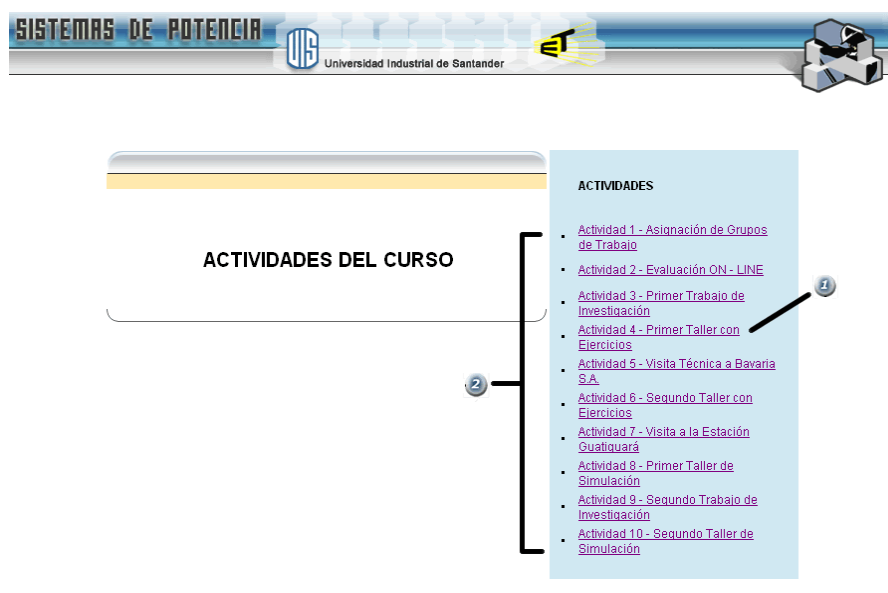 SISTEMAS DE POTENCIA
UIS
Universidad Industrial de Santander
ACTIVIDADES DEL CURSO
ACTIVIDADES
Actividad 1 - Asignación de Grupos
de Trabajo
Actividad 2 - Evaluación ON - LINE
Actividad 3 - Primer Trabajo de
Investigación
Actividad 4 - Primer Taller con
Ejercicios
Actividad 5 - Visita Técnica a Bavaria
S.A.
Actividad 6 - Segundo Taller con
Ejercicios
Actividad 7 - Visita a la Estación
Guatiguará
Actividad 8 - Primer Taller de
Simulación
Actividad 9 - Segundo Trabajo de
Investigación
Actividad 10 - Segundo Taller de
Simulación
1
2